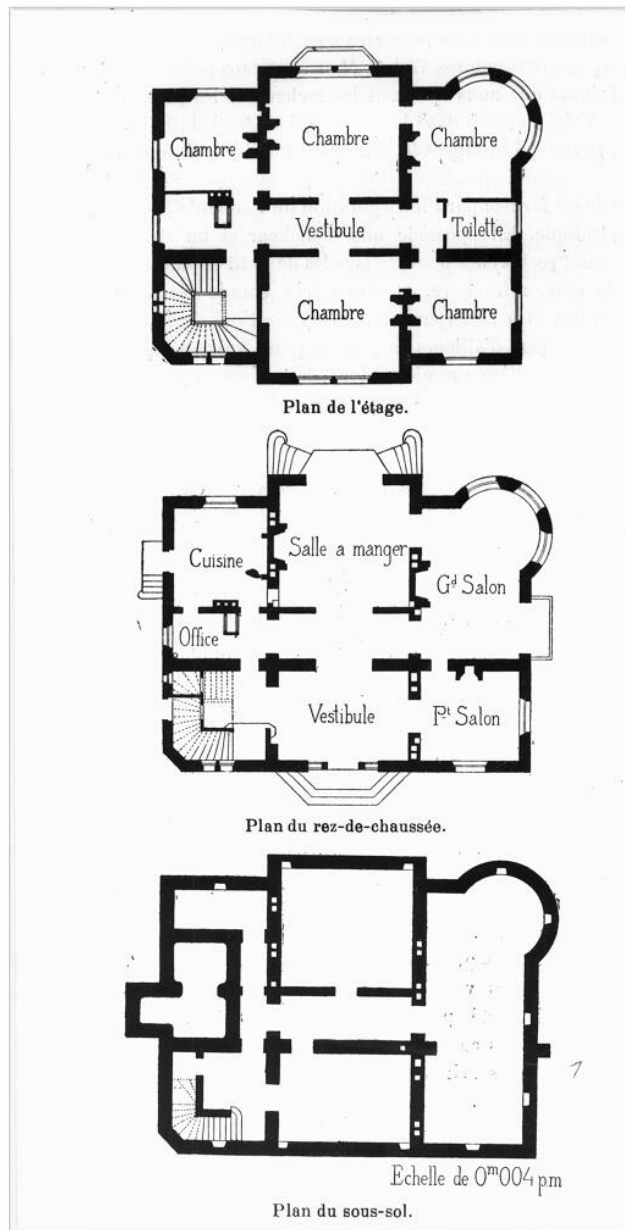 Chambre
Chambre
Chambre
Vestibule
Toilette
Chambre
Chambre
Plan de l'étage.
Cuisine
Salle a manger
Gd Salon
Office
Vestibule
Pt Salon
Plan du rez-de-chaussée.
Echelle de 0m004 p.m
Plan du sous-sol.